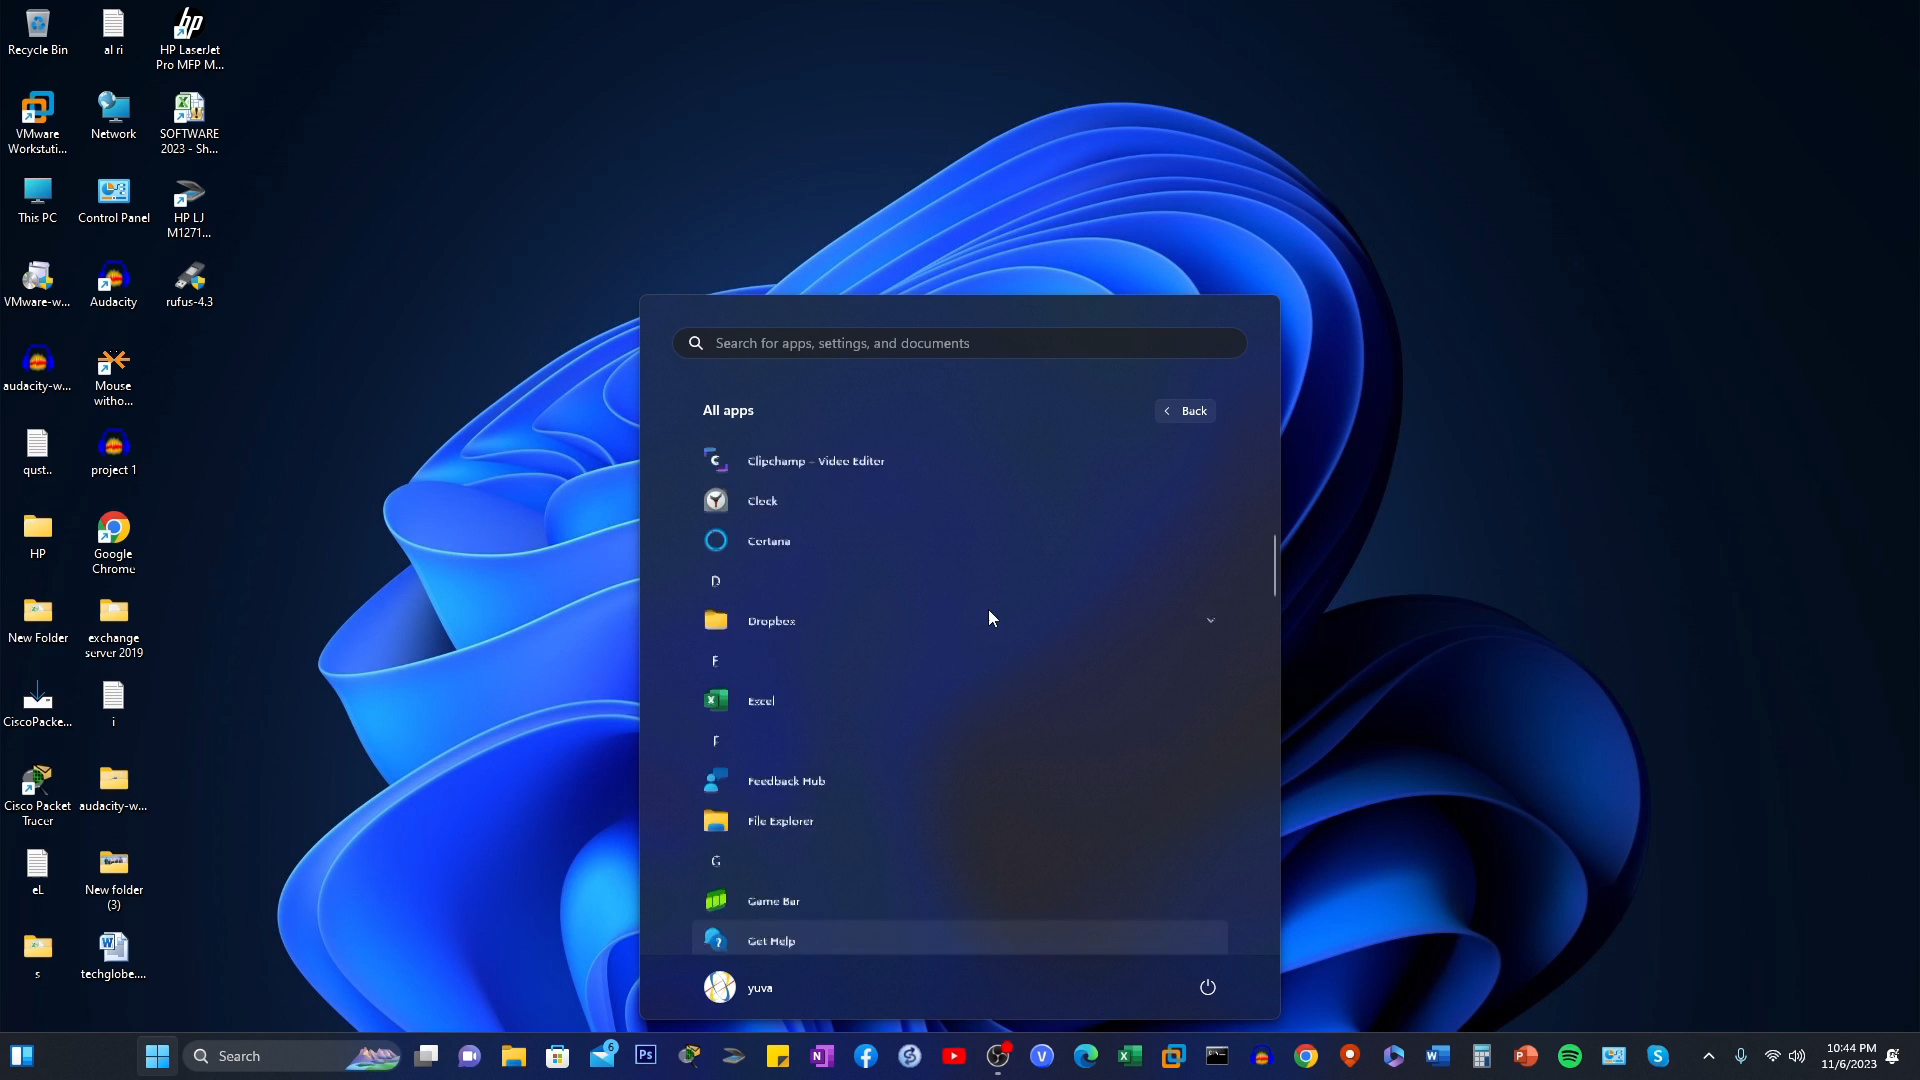 Recycle Bin
al ri
hp
HP LaserJet
Pro MFP M...
VMware
Workstati...
Network
SOFTWARE
2023 - Sh...
This PC
Control Panel
HP LJ
M1271...
VMware-w...
Audacity
rufus-4.3
audacity-w...
Mouse
witho...
qust..
project 1
HP
Google
Chrome
New Folder
exchange
server 2019
CiscoPacke...
i
Cisco Packet
Tracer
audacity-w...
eL
New folder
(3)
s
techglobe....
Search for apps, settings, and documents
All apps
Back
Clipchamp – Video Editor
Clock
Cortana
D
Dropbox
E
Excel
F
Feedback Hub
File Explorer
G
Game Bar
Get Help
yuva
Search
6
Ps
10:44 PM
11/6/2023